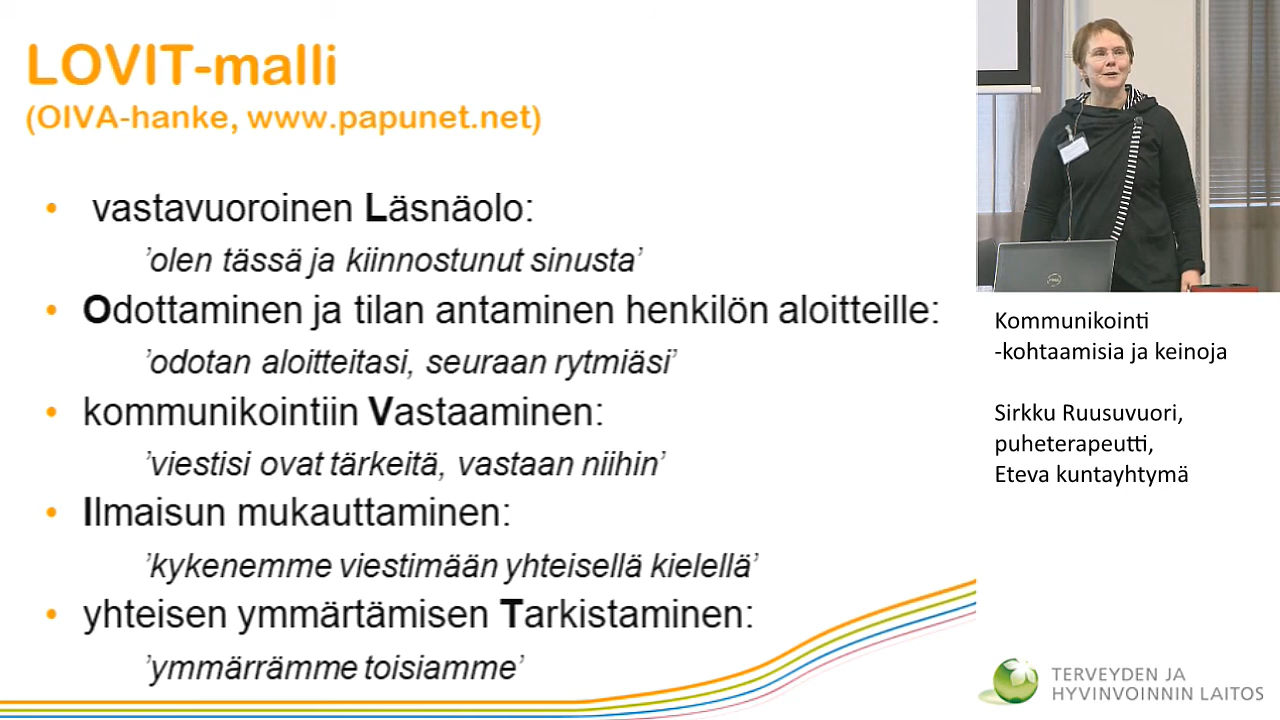 LOVIT-malli
(OIVA-hanke, www.papunet.net)
• vastavuoroinen Läsnäolo:
’olen tässä ja kiinnostunut sinusta’
• Odottaminen ja tilan antaminen henkilön aloitteille:
’odotan aloitteitasi, seuraan rytmiäsi’
• kommunikointiin Vastaaminen:
’viestisi ovat tärkeitä, vastaan niihin’
• Ilmaisun mukauttaminen:
’kykenemme viestimään yhteisellä kielellä’
• yhteisen ymmärtämisen Tarkistaminen:
’ymmärrämme toisiamme’
Kommunikointi
-kohtaamisia ja keinoja
Sirkku Ruusuvuori,
puheterapeutti,
Eteva kuntayhtymä
TERVEYDEN JA
HYVINVOINNIN LAITOS